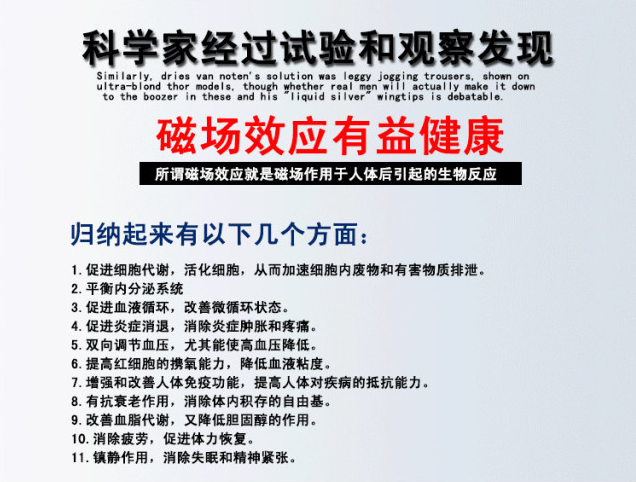 科学家经过试验和观察发现
Similarly, dries van noten's solution was leggy jogging trousers, shown on
ultra-blond thor models, though whether real men will actually make it down
to the boozer in these and his "liquid silver" wingtips is debatable.
磁场效应有益健康
所谓磁场效应就是磁场作用于人体后引起的生物反应
归纳起来有以下几个方面：
1.促进细胞代谢，活化细胞，从而加速细胞内废物和有害物质排泄。
2.平衡内分泌系统
3.促进血液循环，改善微循环状态。
4.促进炎症消退，消除炎症肿胀和疼痛。
5.双向调节血压，尤其能使高血压降低。
6.提高红细胞的携氧能力，降低血液粘度。
7.增强和改善人体免疫功能，提高人体对疾病的抵抗能力。
8.有抗衰老作用，消除体内积存的自由基。
9.改善血脂代谢，又降低胆固醇的作用。
10.消除疲劳，促进体力恢复。
11.镇静作用，消除失眠和精神紧张。